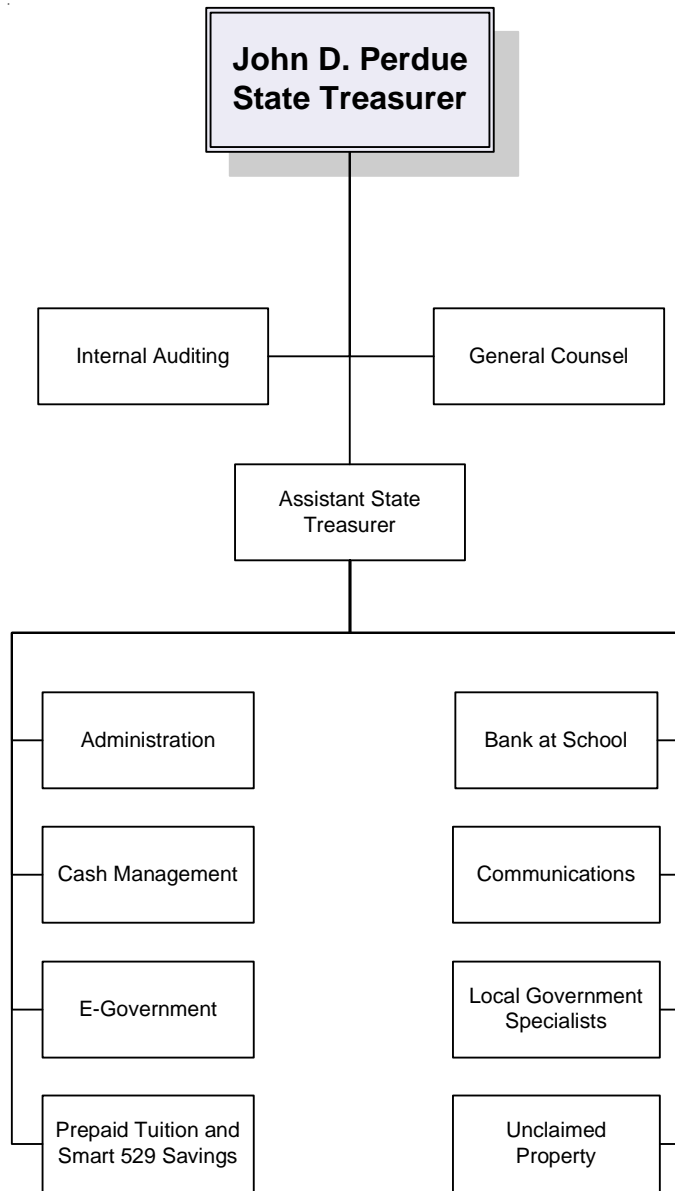 John D. Perdue
State Treasurer
Internal Auditing
General Counsel
Assistant State
Treasurer
Administration
Bank at School
Cash Management
Communications
E-Government
Local Government
Specialists
Prepaid Tuition and
Smart 529 Savings
Unclaimed
Property